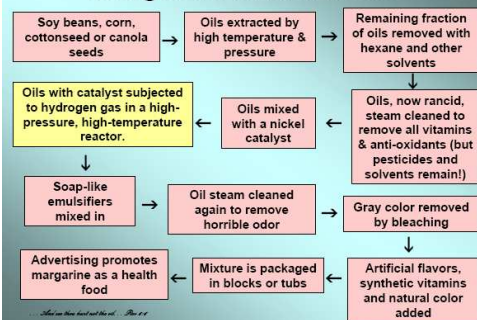 Soy beans, corn,
cottonseed or canola
seeds
Oils extracted by
high temperature &
pressure
Remaining fraction
of oils removed with
hexane and other
solvents
Oils, now rancid,
steam cleaned to
remove all vitamins
& anti-oxidants (but
pesticides and
solvents remain!)
Oils mixed
with a nickel
catalyst
Oils with catalyst subjected
to hydrogen gas in a high-
pressure, high-temperature
reactor.
Soap-like
emulsifiers
mixed in
Oil steam cleaned
again to remove
horrible odor
Gray color removed
by bleaching
Artificial flavors,
synthetic vitamins
and natural color
added
Mixture is packaged
in blocks or tubs
Advertising promotes
margarine as a health
food